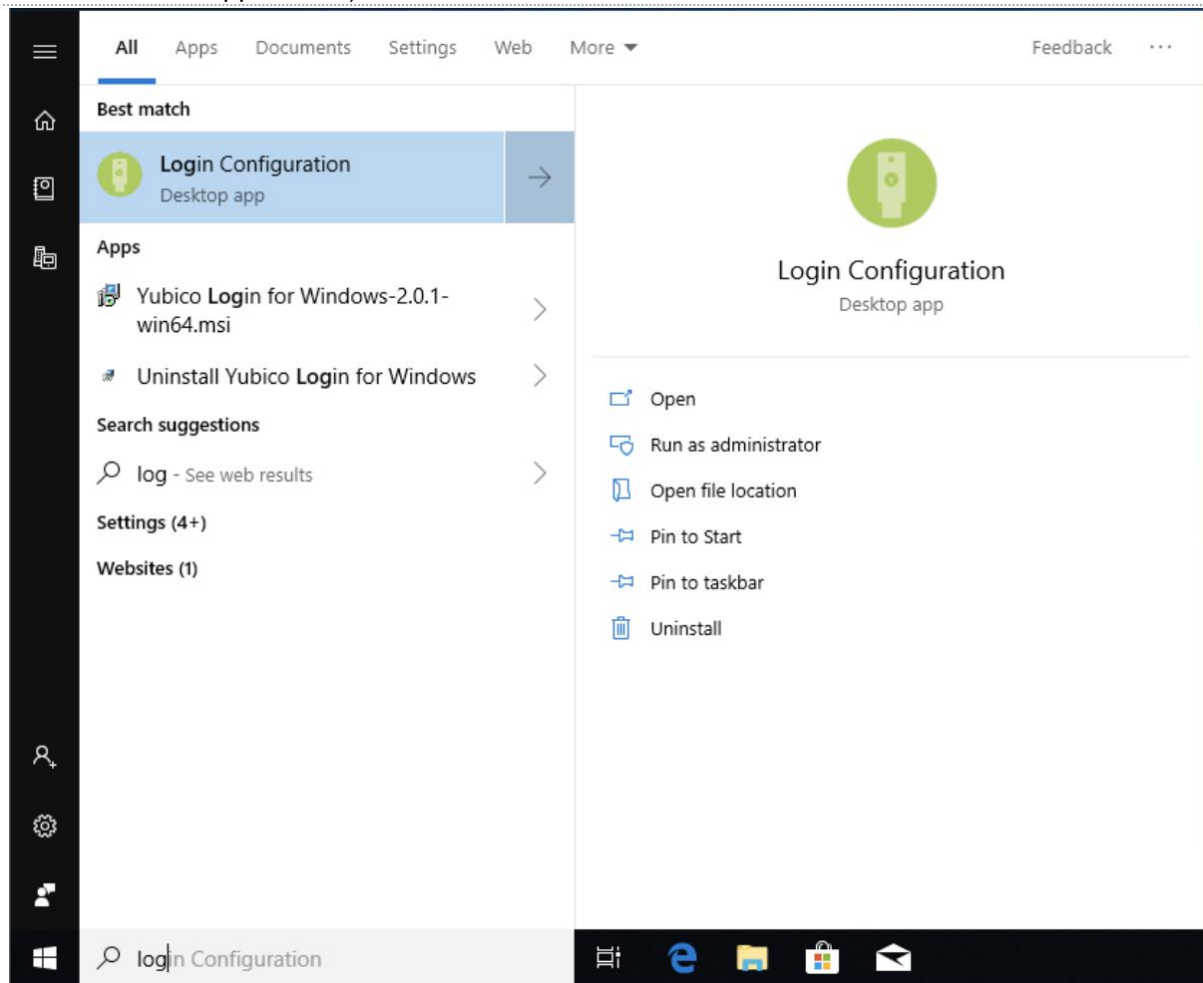 All Apps Documents Settings Web More Feedback ...
Best match
Login Configuration
Desktop app
Apps
Yubico Login for Windows-2.0.1-
win64.msi
Uninstall Yubico Login for Windows
Search suggestions
log - See web results
Settings (4+)
Websites (1)
Login Configuration
Desktop app
Open
Run as administrator
Open file location
Pin to Start
Pin to taskbar
Uninstall
login Configuration